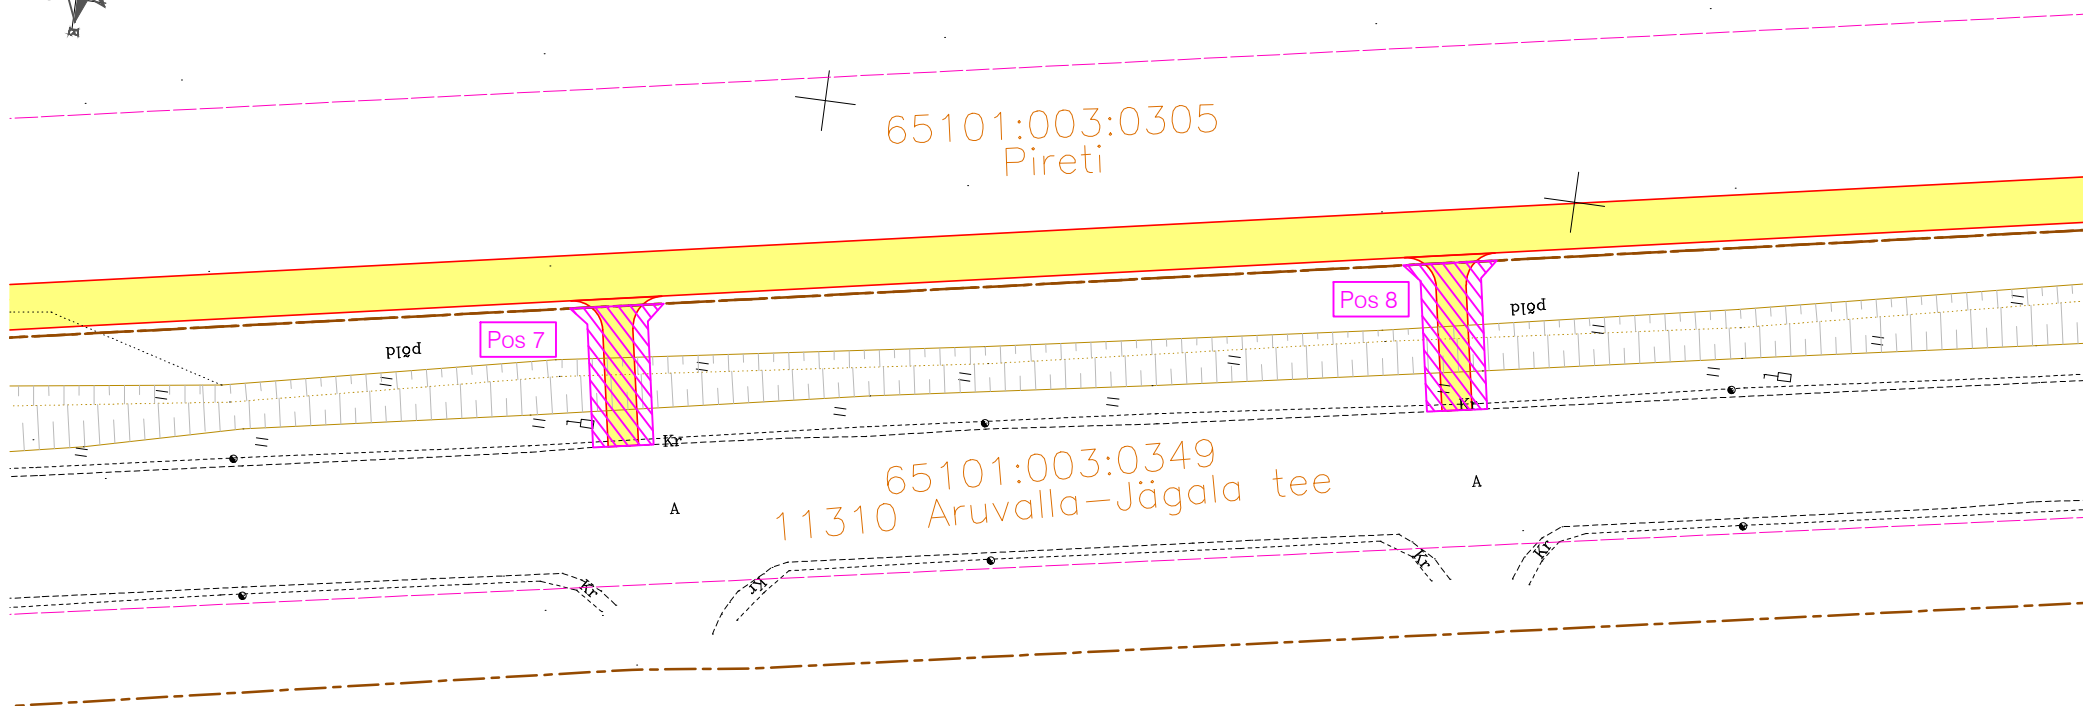 65101:003:0305
Pireti
Pos 8
põld
Pos 7
põld
Kr
Kr
65101:003:0349
11310 Aruvalla-Jägala tee
A
A
Kr
Kr
Kr
Kr